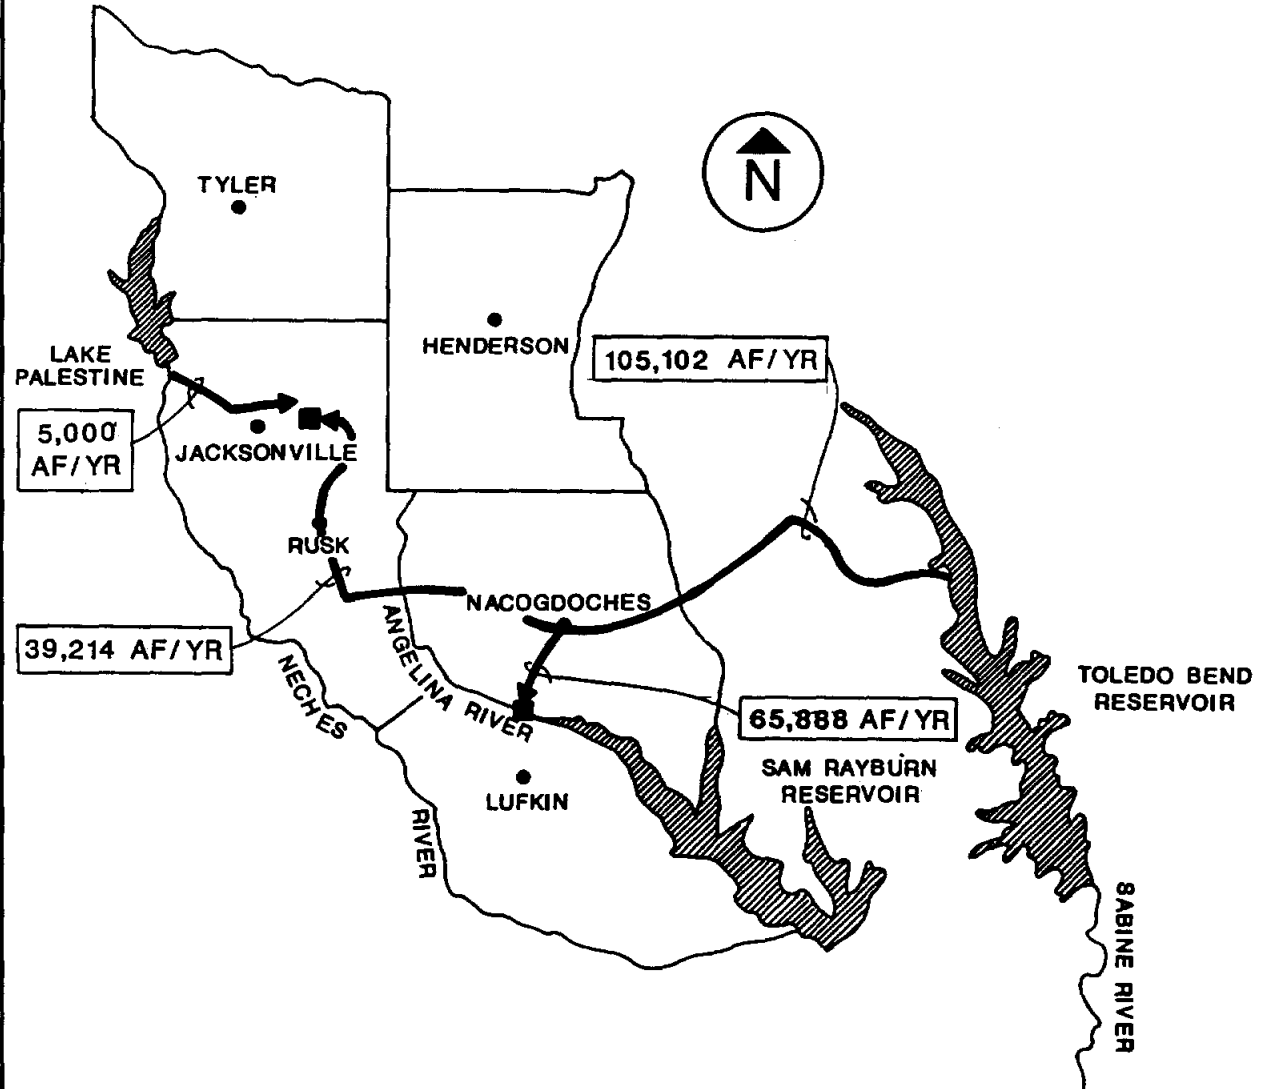 TYLER
N
HENDERSON
105,102 AF/YR
LAKE
PALESTINE
5,000
AF/YR
JACKSONVILLE
RUSK
NACOGDOCHES
39,214 AF/YR
ANGELINA RIVER
NECHES
RIVER
65,888 AF/YR
TOLEDO BEND
RESERVOIR
SAM RAYBURN
RESERVOIR
LUFKIN
SABINE RIVER